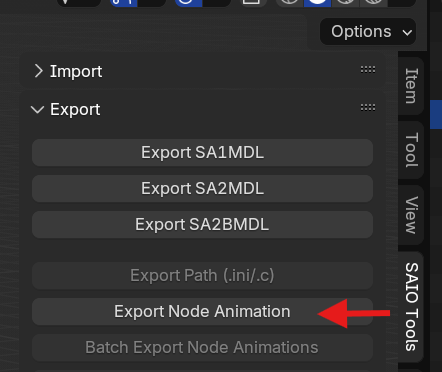 Options
Import
Export
Export SA1MDL
Export SA2MDL
Export SA2BMDL
Export Path (.ini/.c)
Export Node Animation
Batch Export Node Animations
Item
Tool
View
SAIO Tools